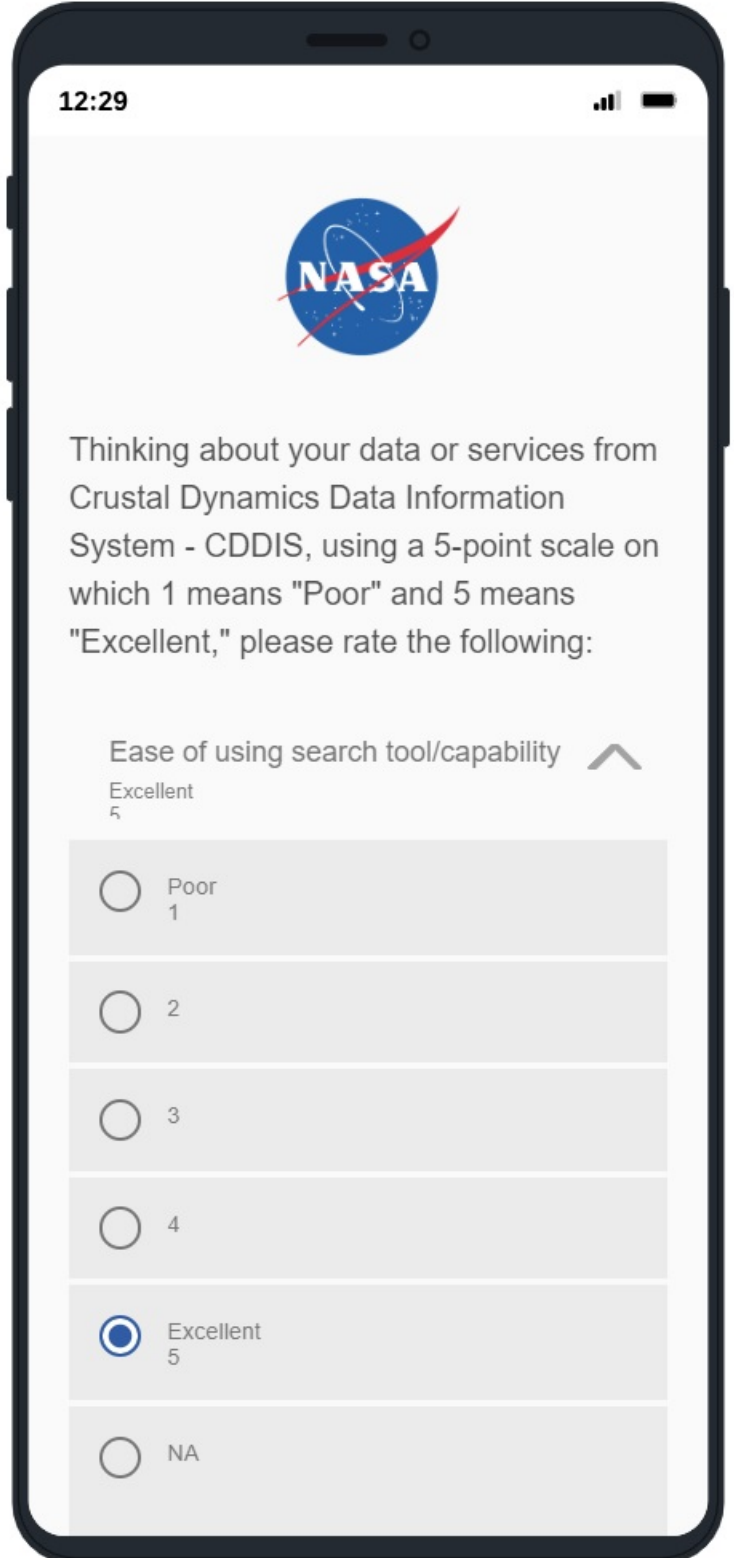 12:29
NASA
Thinking about your data or services from
Crustal Dynamics Data Information
System - CDDIS, using a 5-point scale on
which 1 means "Poor" and 5 means
"Excellent," please rate the following:
Ease of using search tool/capability
Excellent
5
Poor
1
2
3
4
Excellent
5
NA